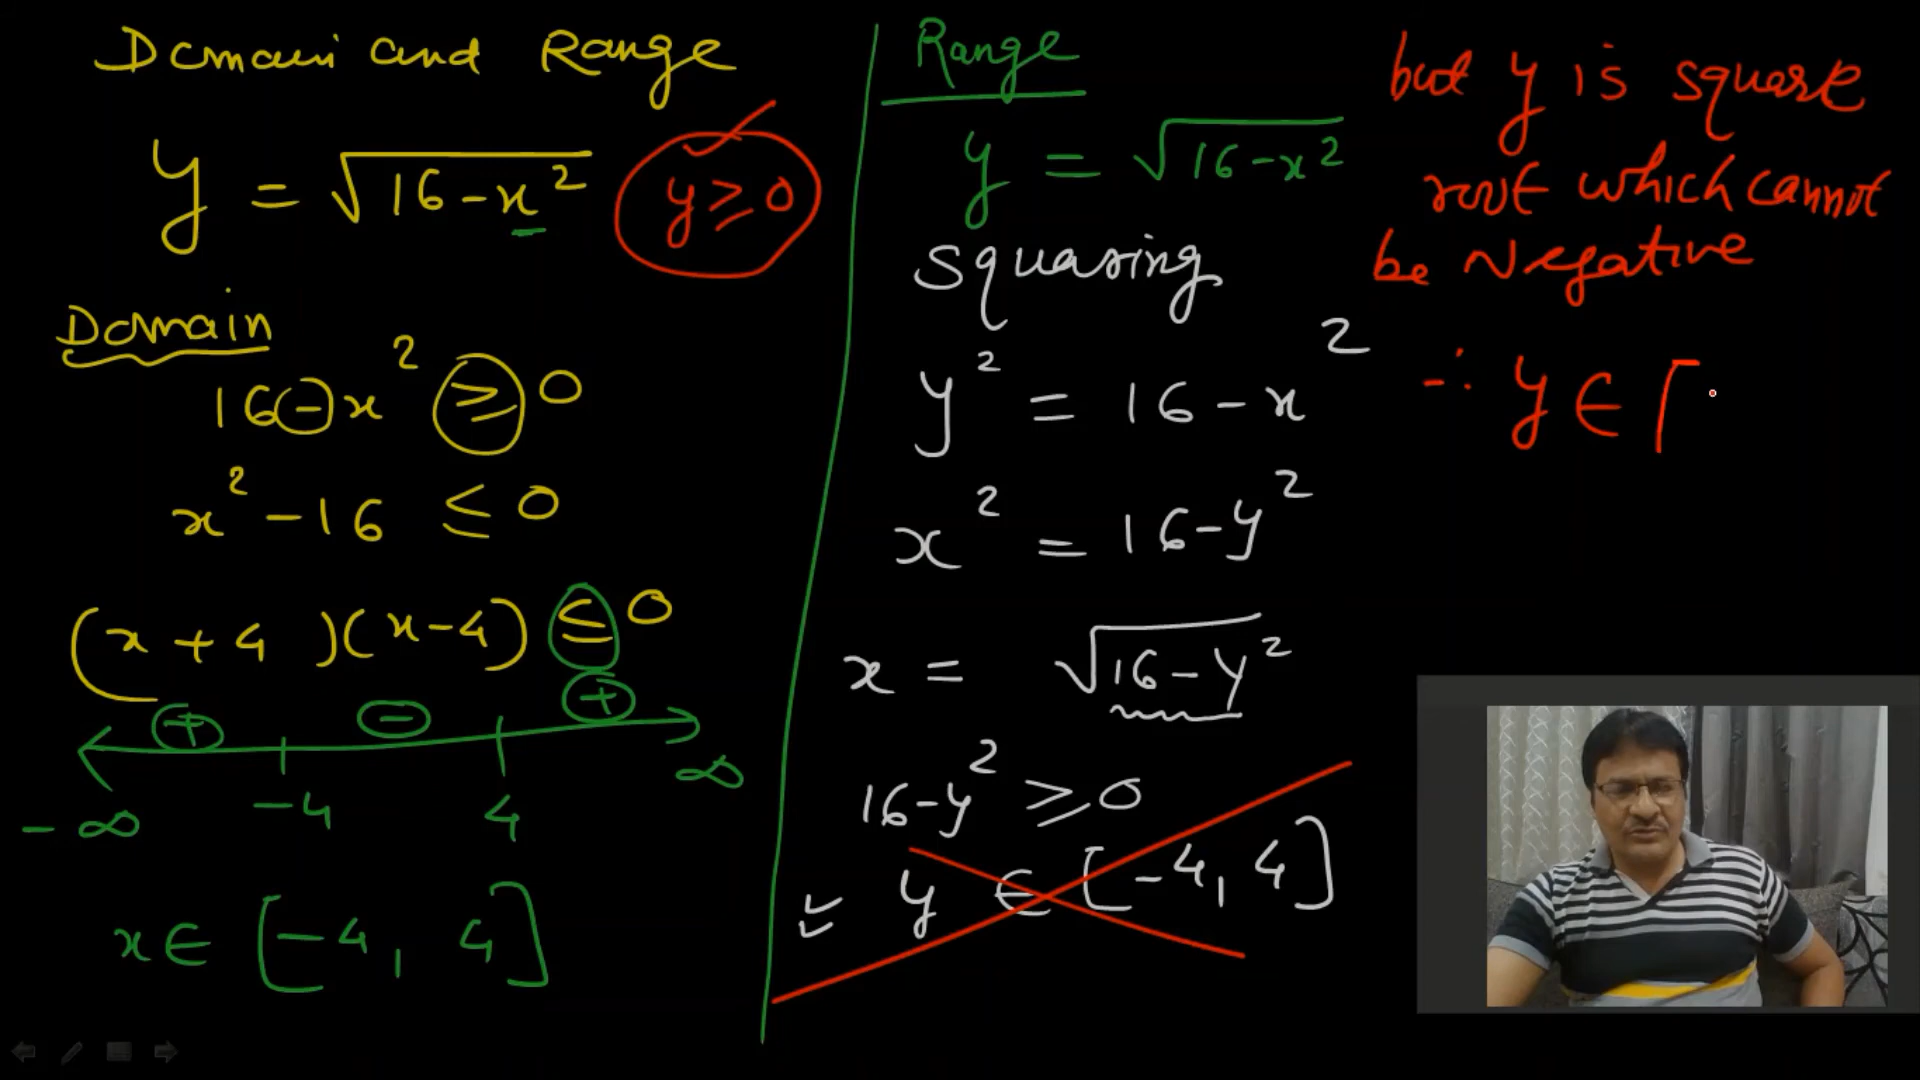 Domain and Range
y = √16-x²
y ≥ 0
Domain
16-x² ≥ 0
x²-16 ≤ 0
(x+4)(x-4) ≤ 0
+ - +
-∞ -4 4 ∞
x∈ [-4, 4]
Range
y = √16-x²
squaring
y² = 16-x²
x² = 16-y²
x = √16-y²
16-y² ≥ 0
y ∈ [-4, 4]
but y is square
root which cannot
be Negative
∴ y ∈ [